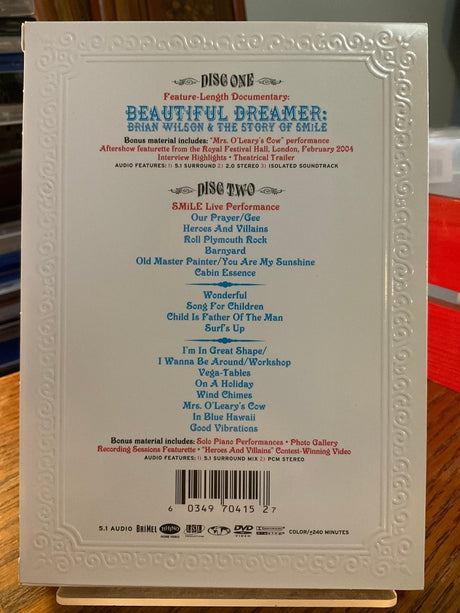 DISC ONE
Feature-Length Documentary:
BEAUTIFUL DREAMER:
BRIAN WILSON & THE STORY OF SMiLE
Bonus material includes: "Mrs. O'Leary's Cow" performance
Aftershow featurette from the Royal Festival Hall, London, February 2004
Interview Highlights • Theatrical Trailer
AUDIO FEATURES: 1) 5.1 SURROUND 2) 2.0 STEREO 3) ISOLATED SOUNDTRACK
DISC TWO
SMiLE Live Performance
Our Prayer/Gee
Heroes And Villains
Roll Plymouth Rock
Barnyard
Old Master Painter/You Are My Sunshine
Cabin Essence
Wonderful
Song For Children
Child Is Father Of The Man
Surf's Up
I'm In Great Shape/
I Wanna Be Around/Workshop
Vega-Tables
On A Holiday
Wind Chimes
Mrs. O'Leary's Cow
In Blue Hawaii
Good Vibrations
Bonus material includes: Solo Piano Performances • Photo Gallery
Recording Sessions Featurette • "Heroes And Villains" Contest-Winning Video
AUDIO FEATURES: 1) 5.1 SURROUND MIX 2) PCM STEREO
6 03497 04152 7
5.1 AUDIO BriMel RHINO HOME VIDEO DVD VIDEO COLOR/±240 MINUTES